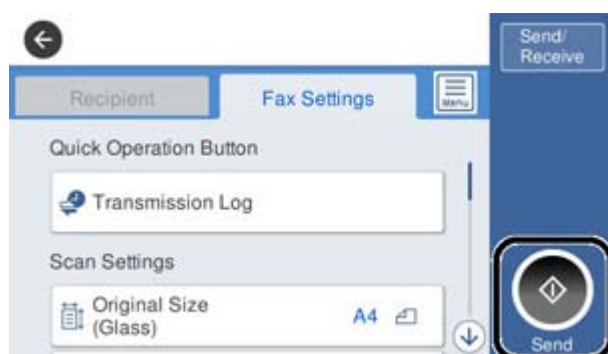 Send/
Receive
Recipient
Fax Settings
Menu
Quick Operation Button
Transmission Log
Scan Settings
Original Size
(Glass)
A4
Send